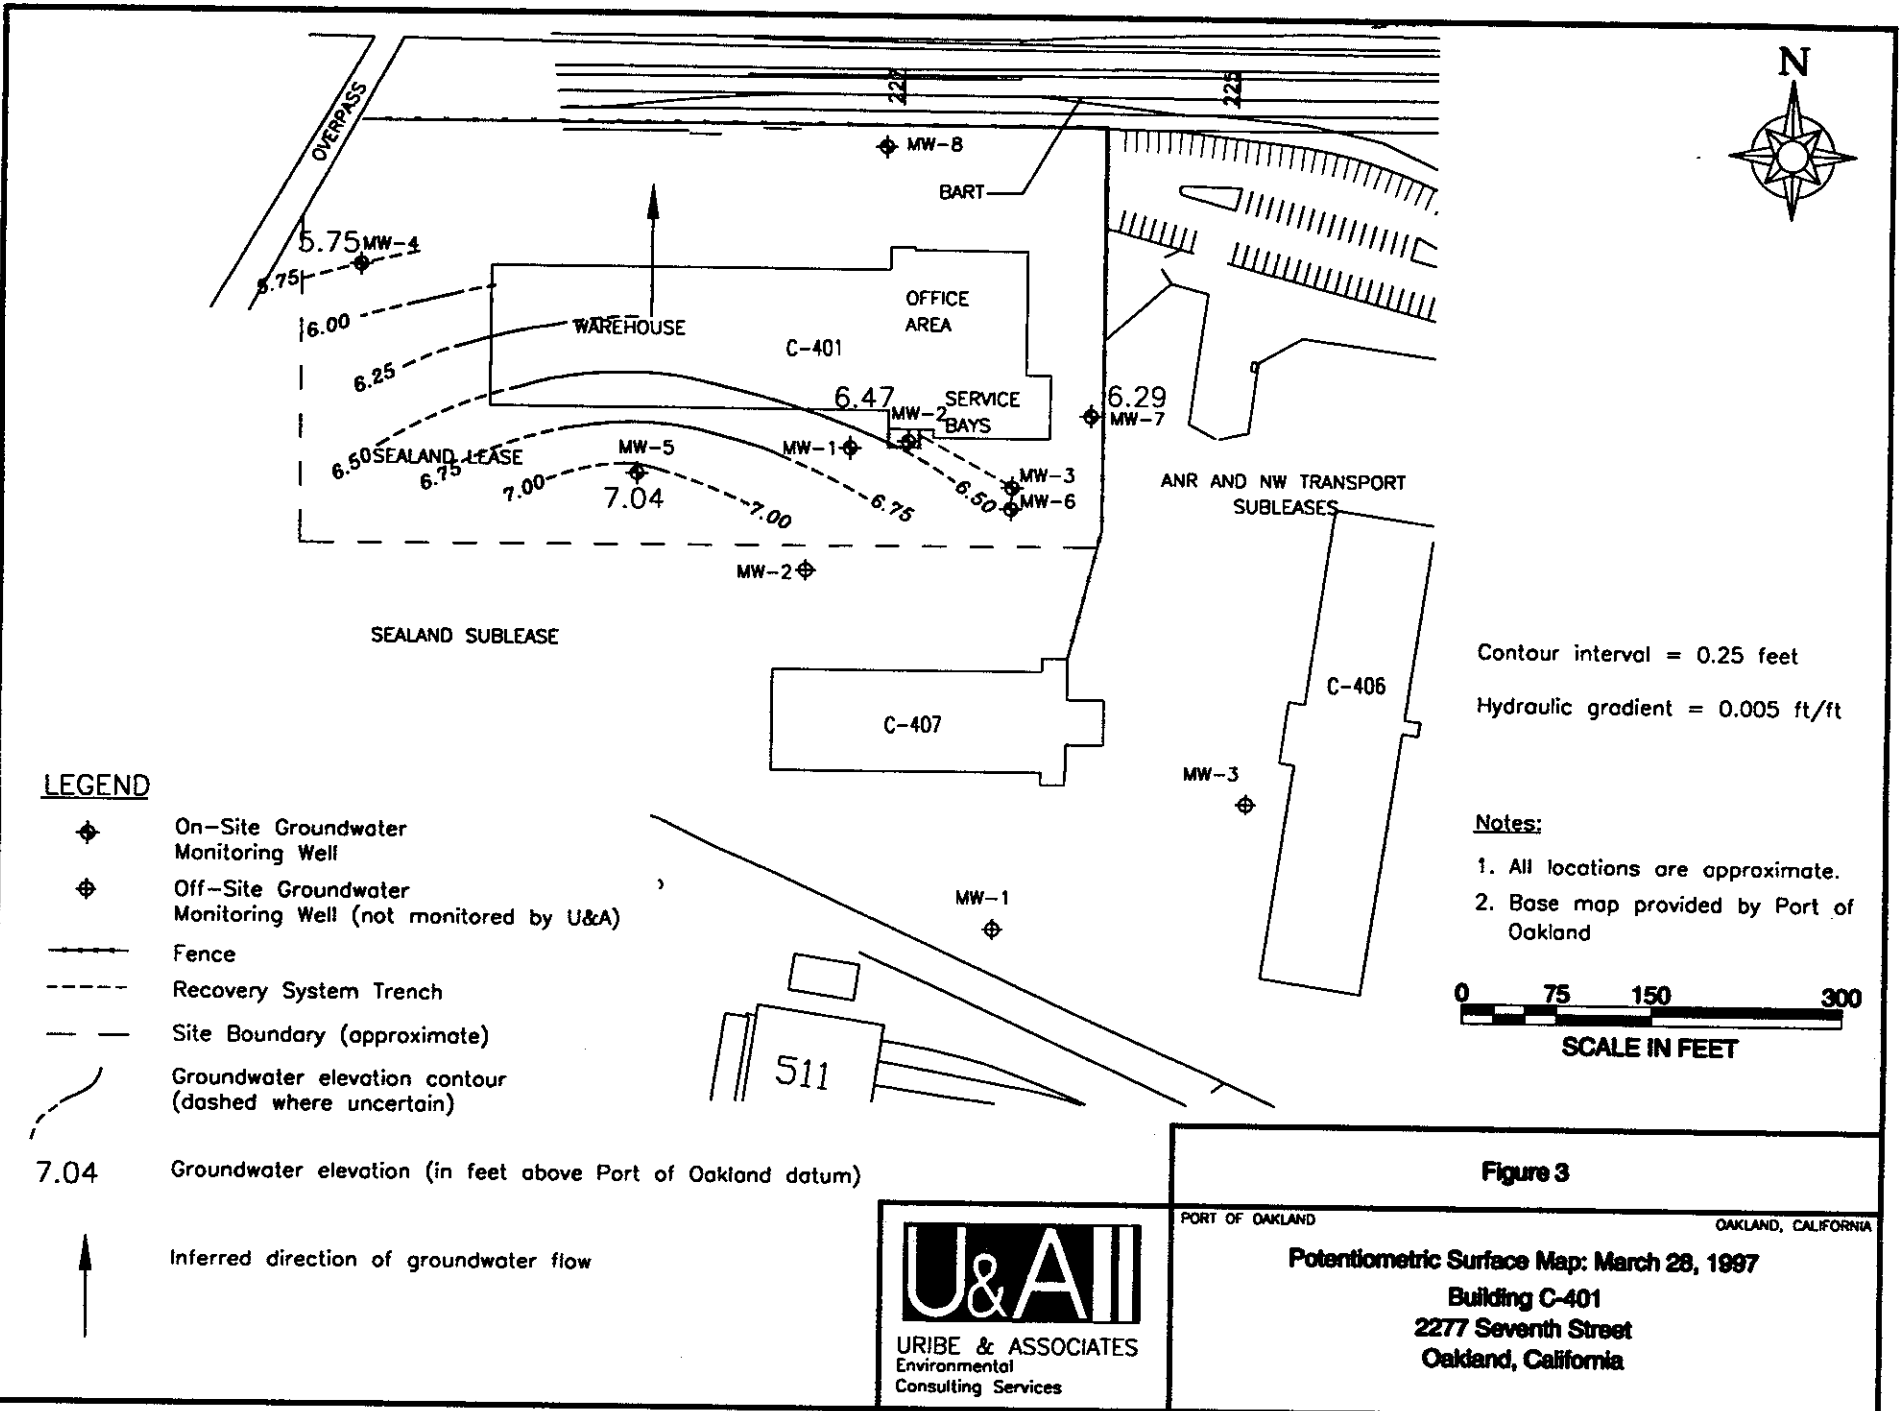 N
OVERPASS
227
225
MW-8
BART
5.75 MW-4
5.75
6.00
6.25
6.50
6.75
7.00
WAREHOUSE
OFFICE
AREA
C-401
6.47
MW-2
SERVICE
BAYS
6.29
MW-7
SEALAND LEASE
MW-5
7.04
MW-1
MW-3
MW-6
6.50
6.75
7.00
ANR AND NW TRANSPORT
SUBLEASES
MW-2
SEALAND SUBLEASE
C-407
C-406
MW-3
MW-1
511
Contour interval = 0.25 feet
Hydraulic gradient = 0.005 ft/ft
Notes:
1. All locations are approximate.
2. Base map provided by Port of
Oakland
0 75 150 300
SCALE IN FEET
LEGEND
On-Site Groundwater
Monitoring Well
Off-Site Groundwater
Monitoring Well (not monitored by U&A)
Fence
Recovery System Trench
Site Boundary (approximate)
Groundwater elevation contour
(dashed where uncertain)
7.04 Groundwater elevation (in feet above Port of Oakland datum)
Inferred direction of groundwater flow
U&A
URIBE & ASSOCIATES
Environmental
Consulting Services
Figure 3
PORT OF OAKLAND OAKLAND, CALIFORNIA
Potentiometric Surface Map: March 28, 1997
Building C-401
2277 Seventh Street
Oakland, California